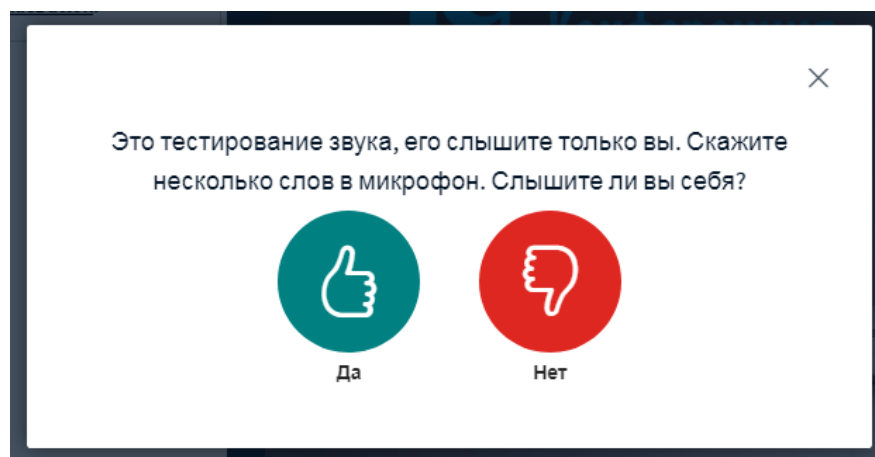 Это тестирование звука, его слышите только вы. Скажите
несколько слов в микрофон. Слышите ли вы себя?
Да
Нет